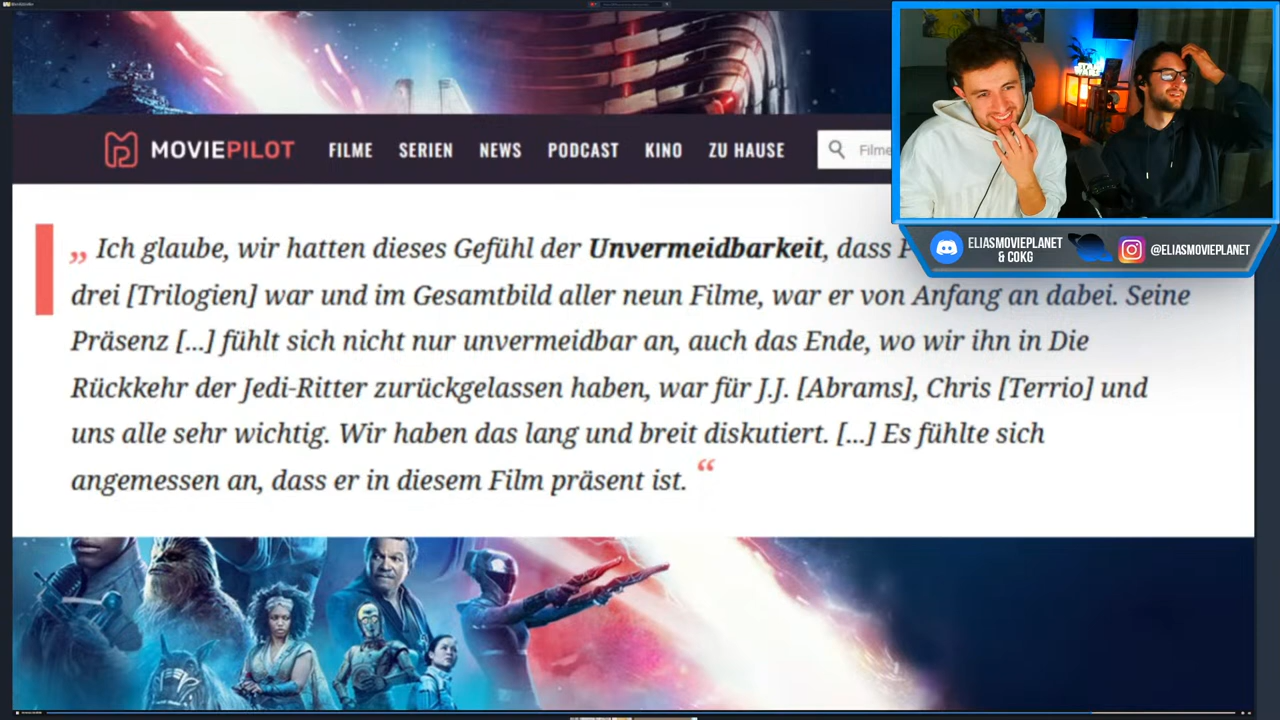 MOVIEPILOT FILME SERIEN NEWS PODCAST KINO ZU HAUSE Filme
„ Ich glaube, wir hatten dieses Gefühl der Unvermeidbarkeit, dass
drei [Trilogien] war und im Gesamtbild aller neun Filme, war er von Anfang an dabei. Seine
Präsenz [...] fühlt sich nicht nur unvermeidbar an, auch das Ende, wo wir ihn in Die
Rückkehr der Jedi-Ritter zurückgelassen haben, war für J.J. [Abrams], Chris [Terrio] und
uns alle sehr wichtig. Wir haben das lang und breit diskutiert. [...] Es fühlte sich
angemessen an, dass er in diesem Film präsent ist. “
STAR
WARS
ELIASMOVIEPLANET
& COKG
@ELIASMOVIEPLANET